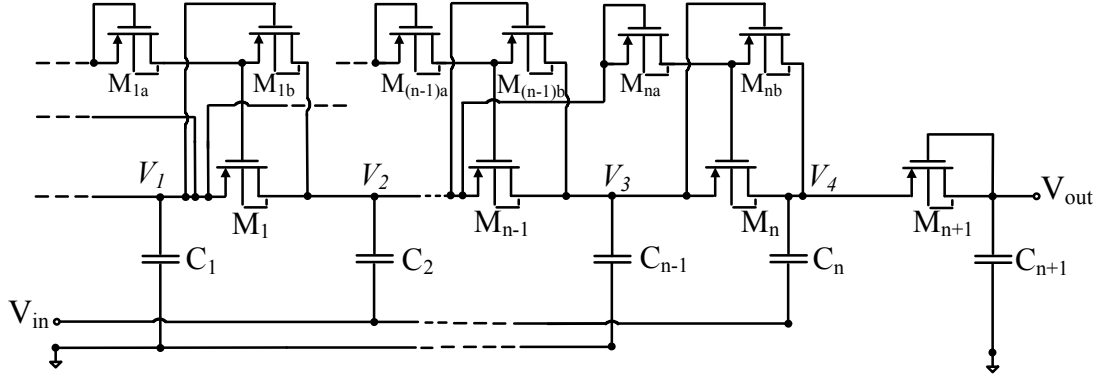 M1a
M1b
M(n-1)a
M(n-1)b
Mna
Mnb
V1
V2
V3
V4
Vout
M1
Mn-1
Mn
Mn+1
C1
C2
Cn-1
Cn
Cn+1
Vin